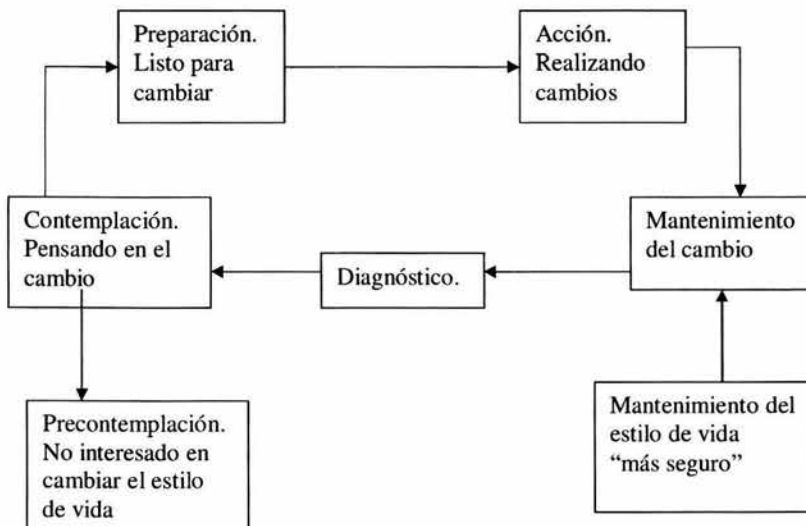 Preparación.
Listo para
cambiar
Acción.
Realizando
cambios
Contemplación.
Pensando en el
cambio
Diagnóstico.
Mantenimiento
del cambio
Precontemplación.
No interesado en
cambiar el estilo
de vida
Mantenimiento del
estilo de vida
“más seguro”